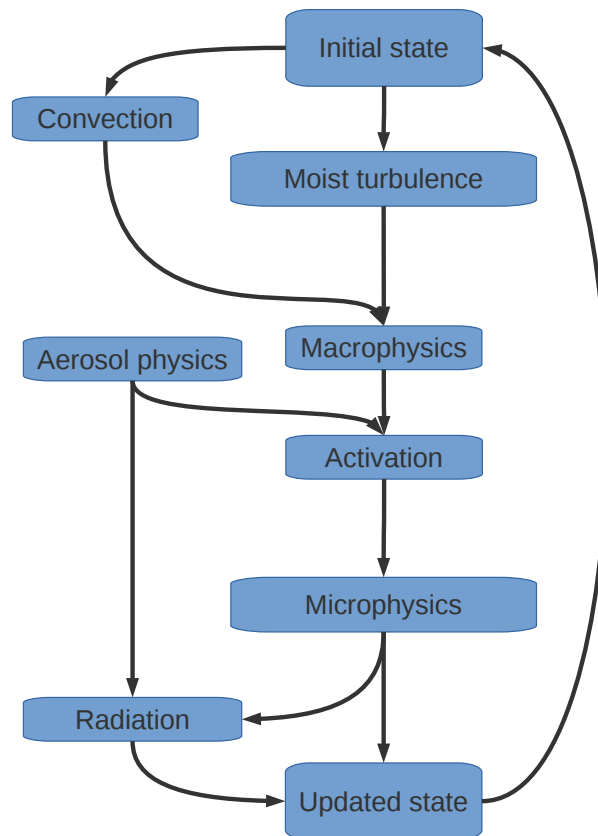 Initial state
Convection
Moist turbulence
Macrophysics
Aerosol physics
Activation
Microphysics
Radiation
Updated state